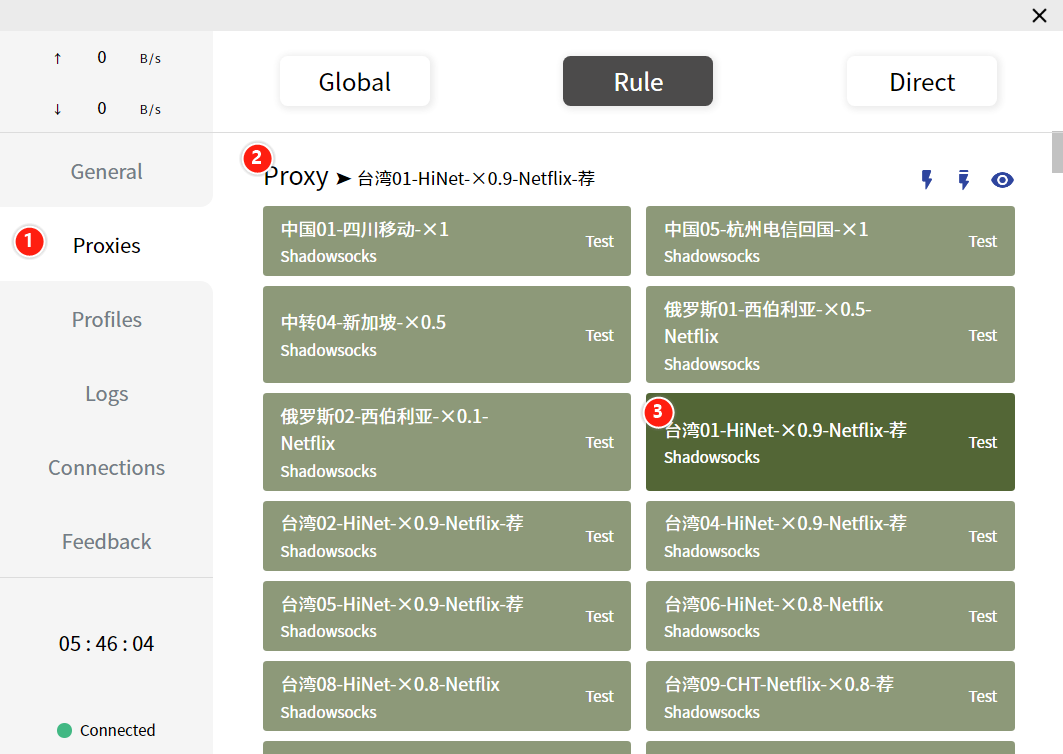 ↑ 0 B/s
↓ 0 B/s
General
1 Proxies
Profiles
Logs
Connections
Feedback
05 : 46 : 04
Connected
Global
Rule
Direct
2
Proxy ➤ 台湾01-HiNet-×0.9-Netflix-荐
中国01-四川移动-×1
Shadowsocks
Test
中国05-杭州电信回国-×1
Shadowsocks
Test
中转04-新加坡-×0.5
Shadowsocks
Test
俄罗斯01-西伯利亚-×0.5-
Netflix
Shadowsocks
Test
俄罗斯02-西伯利亚-×0.1-
Netflix
Shadowsocks
Test
3
台湾01-HiNet-×0.9-Netflix-荐
Shadowsocks
Test
台湾02-HiNet-×0.9-Netflix-荐
Shadowsocks
Test
台湾04-HiNet-×0.9-Netflix-荐
Shadowsocks
Test
台湾05-HiNet-×0.9-Netflix-荐
Shadowsocks
Test
台湾06-HiNet-×0.8-Netflix
Shadowsocks
Test
台湾08-HiNet-×0.8-Netflix
Shadowsocks
Test
台湾09-CHT-Netflix-×0.8-荐
Shadowsocks
Test